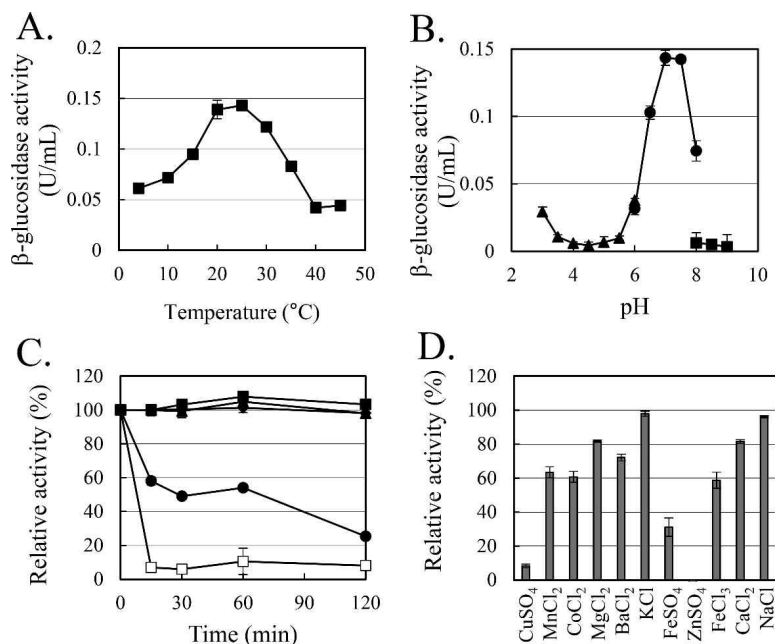 A.
0.2
0.15
0.1
0.05
0
0 10 20 30 40 50
β-glucosidase activity
(U/mL)
Temperature (°C)
B.
0.15
0.1
0.05
0
2 4 6 8 10
β-glucosidase activity
(U/mL)
pH
C.
120
100
80
60
40
20
0
0 30 60 90 120
Relative activity (%)
Time (min)
D.
120
100
80
60
40
20
0
Relative activity (%)
CuSO₄
MnCl₂
CoCl₂
MgCl₂
BaCl₂
KCl
FeSO₄
ZnSO₄
FeCl₃
CaCl₂
NaCl